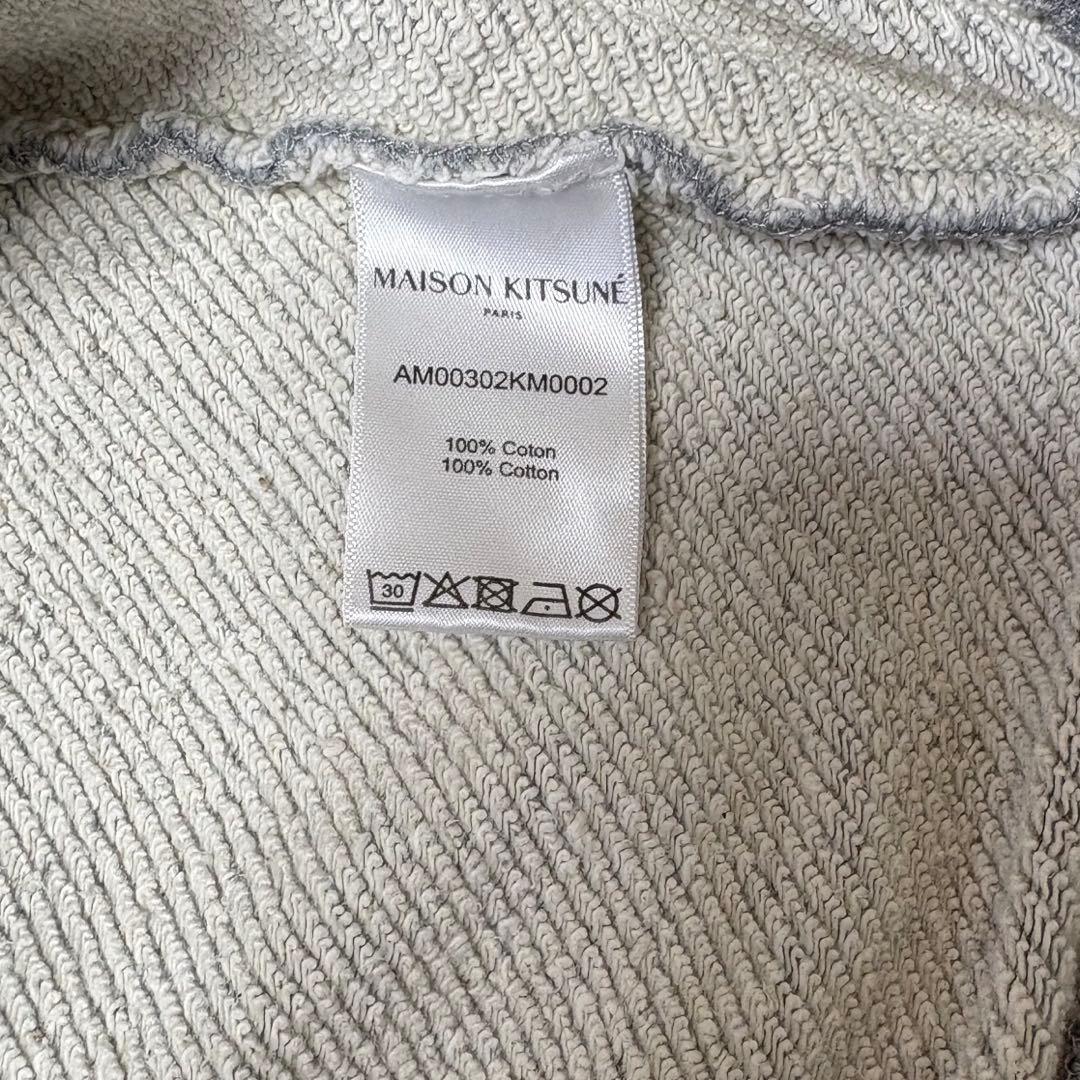 MAISON KITSUNÉ
PARIS
AM00302KM0002
100% Coton
100% Cotton
30